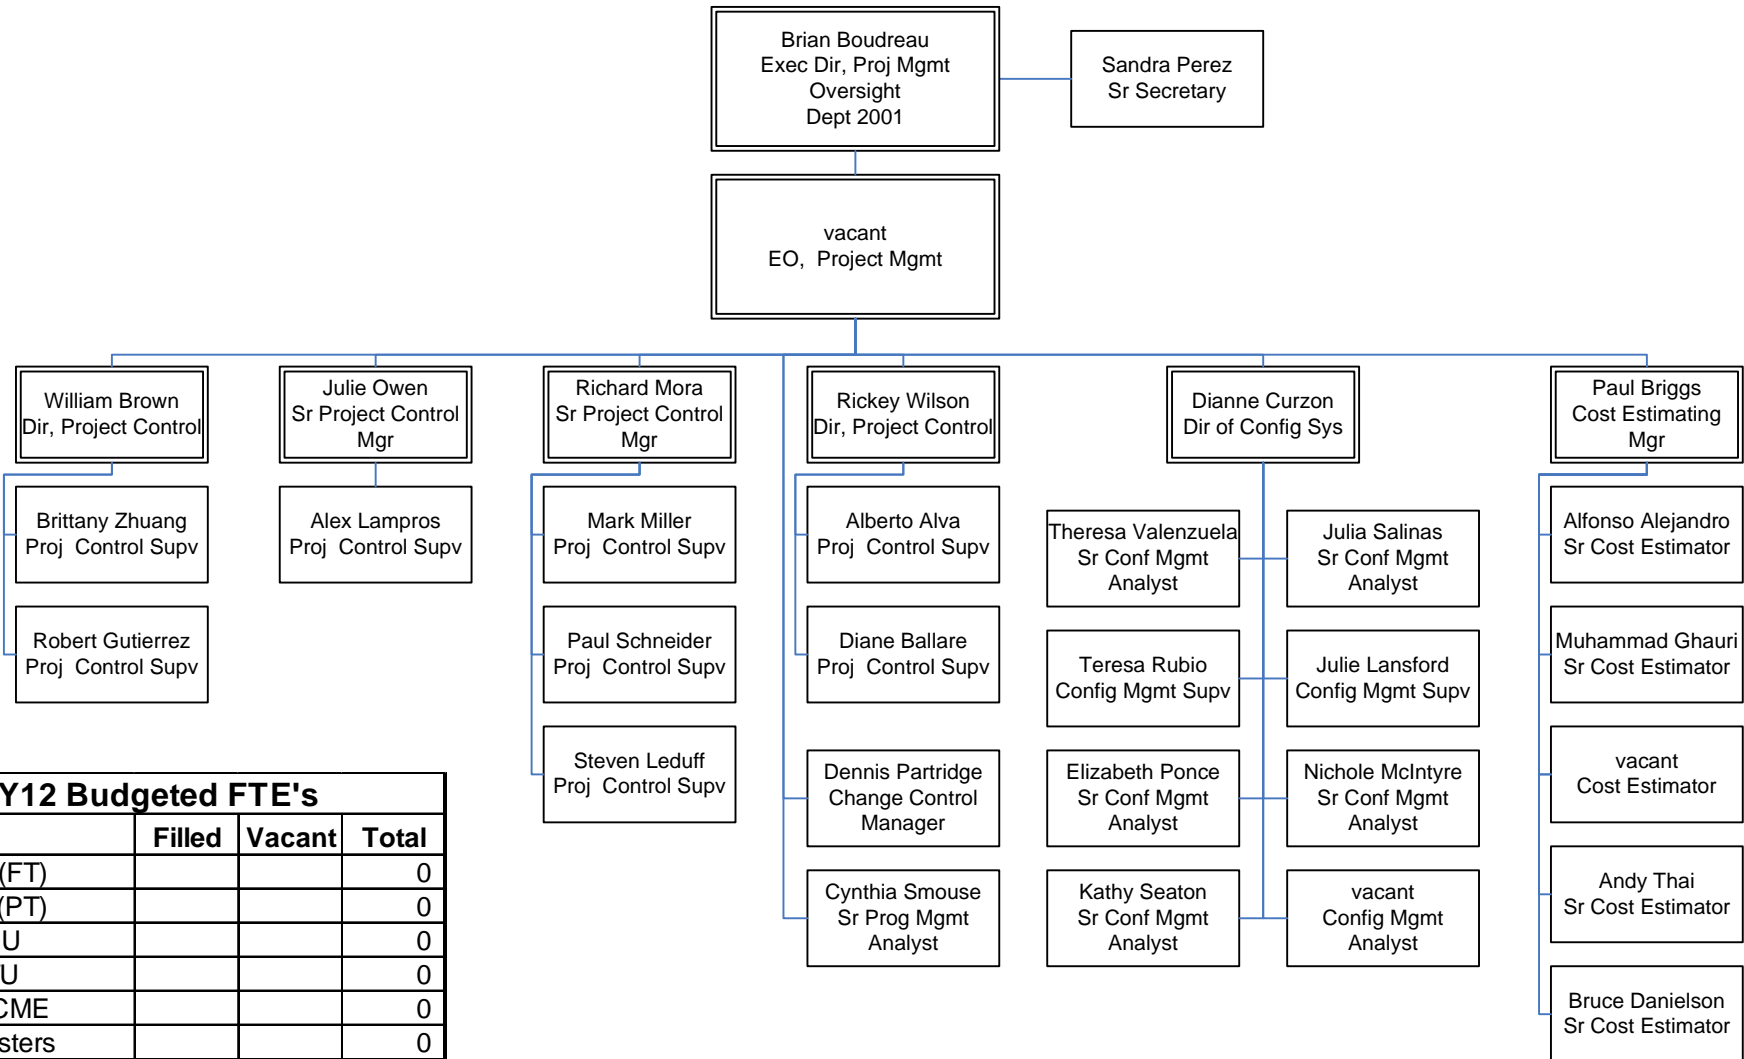 Brian Boudreau
Exec Dir, Proj Mgmt
Oversight
Dept 2001
Sandra Perez
Sr Secretary
vacant
EO,  Project Mgmt
William Brown
Dir, Project Control
Julie Owen
Sr Project Control
Mgr
Richard Mora
Sr Project Control
Mgr
Rickey Wilson
Dir, Project Control
Dianne Curzon
Dir of Config Sys
Paul Briggs
Cost Estimating
Mgr
Brittany Zhuang
Proj  Control Supv
Robert Gutierrez
Proj  Control Supv
Alex Lampros
Proj  Control Supv
Mark Miller
Proj  Control Supv
Paul Schneider
Proj  Control Supv
Steven Leduff
Proj  Control Supv
Alberto Alva
Proj  Control Supv
Diane Ballare
Proj  Control Supv
Dennis Partridge
Change Control
Manager
Cynthia Smouse
Sr Prog Mgmt
Analyst
Theresa Valenzuela
Sr Conf Mgmt
Analyst
Julia Salinas
Sr Conf Mgmt
Analyst
Teresa Rubio
Config Mgmt Supv
Julie Lansford
Config Mgmt Supv
Elizabeth Ponce
Sr Conf Mgmt
Analyst
Nichole McIntyre
Sr Conf Mgmt
Analyst
Kathy Seaton
Sr Conf Mgmt
Analyst
vacant
Config Mgmt
Analyst
Alfonso Alejandro
Sr Cost Estimator
Muhammad Ghauri
Sr Cost Estimator
vacant
Cost Estimator
Andy Thai
Sr Cost Estimator
Bruce Danielson
Sr Cost Estimator
Y12 Budgeted FTE's
Filled Vacant Total
(FT) 0
(PT) 0
U 0
U 0
CME 0
sters 0